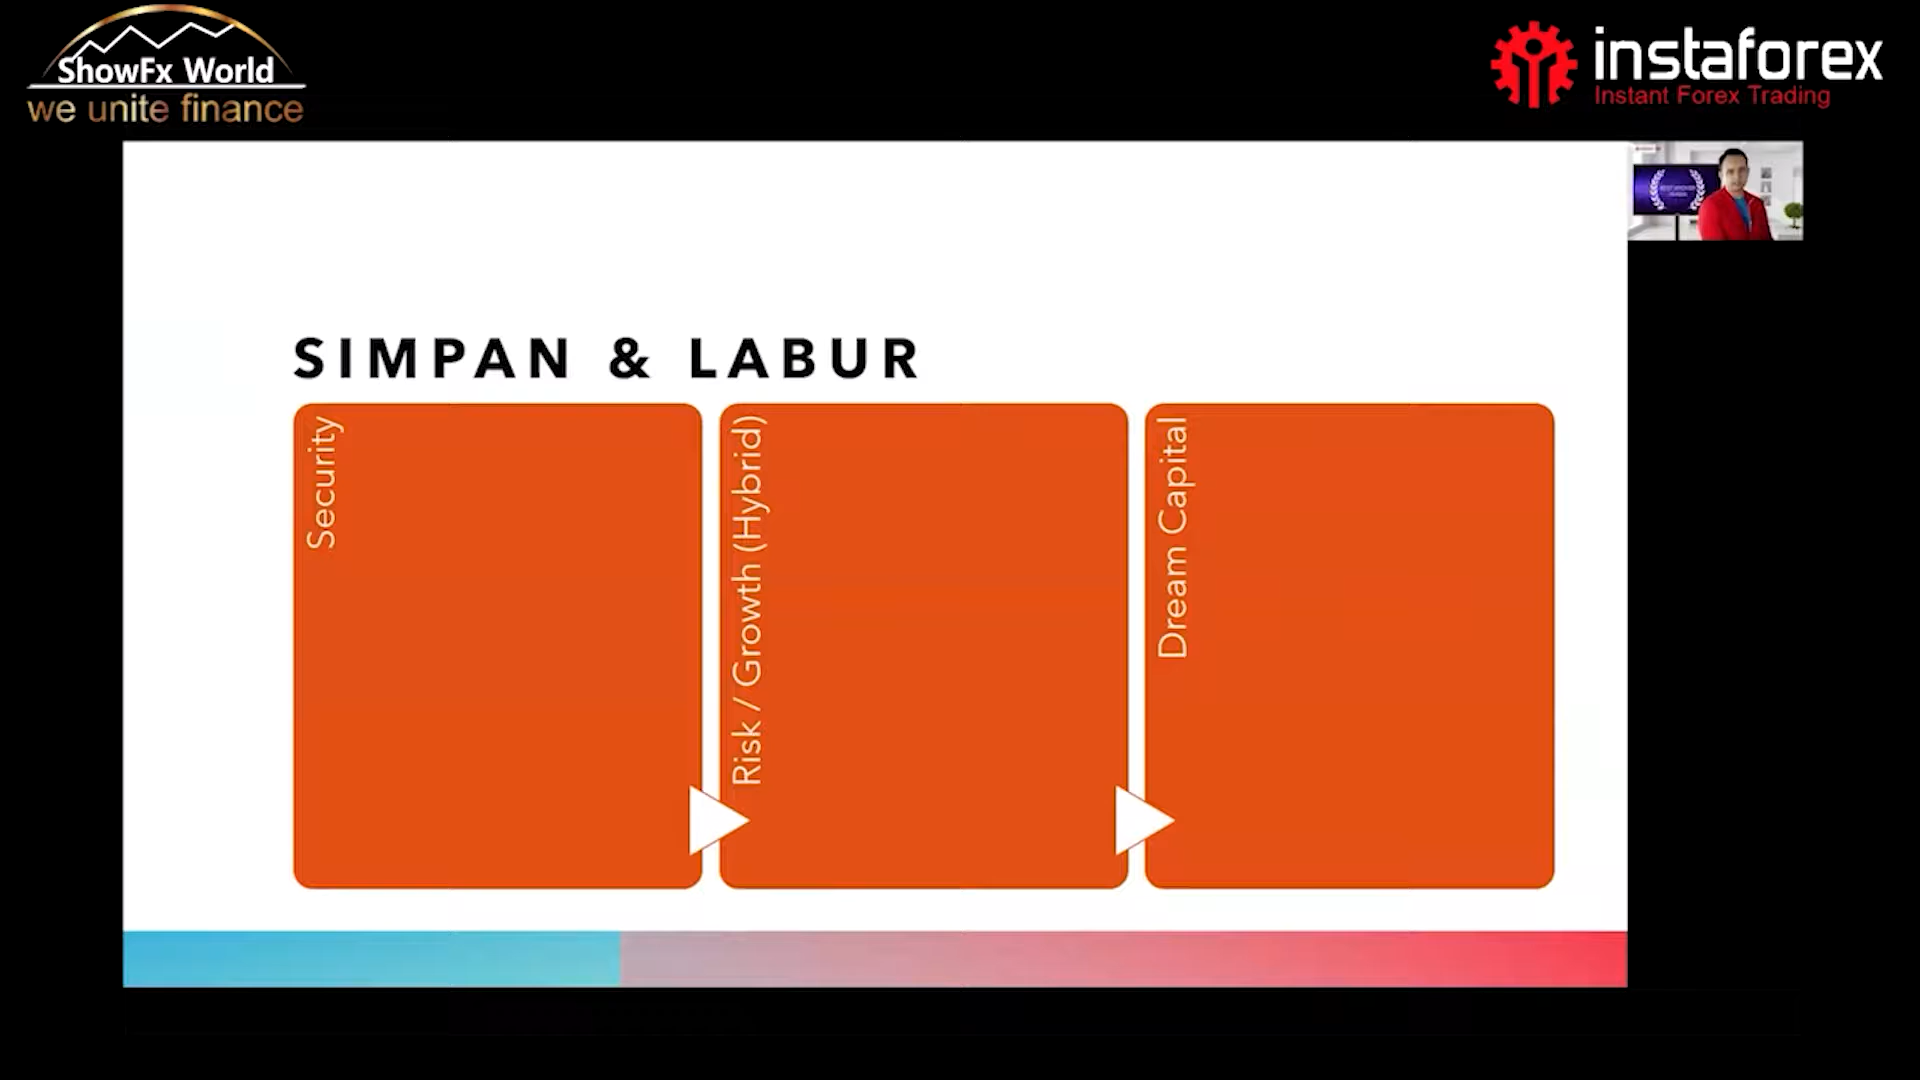 ShowFx World
we unite finance
instaforex
Instant Forex Trading
SIMPAN & LABUR
Security
Risk / Growth (Hybrid)
Dream Capital